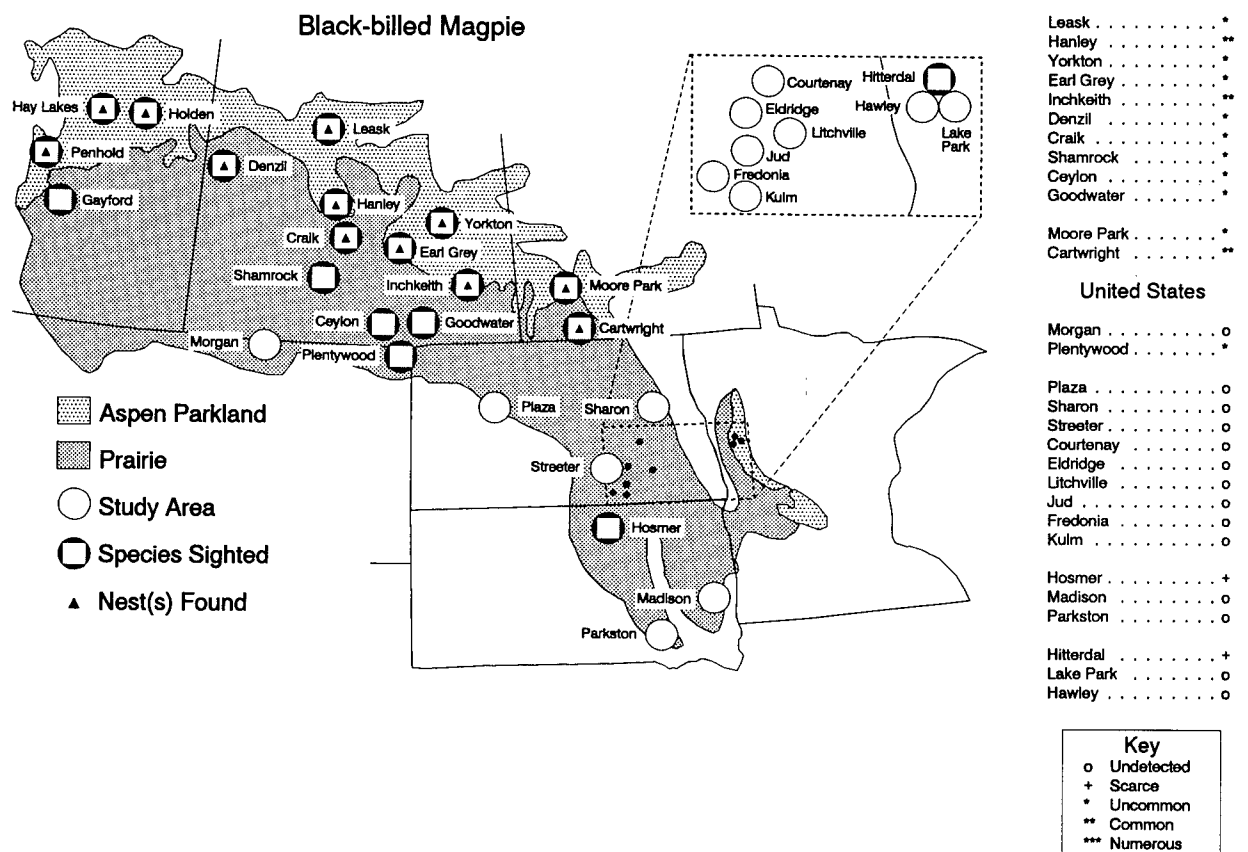 Black-billed Magpie
Hay Lakes
Holden
Leask
Penhold
Denzil
Gayford
Hanley
Yorkton
Craik
Earl Grey
Shamrock
Inchkeith
Moore Park
Ceylon
Goodwater
Cartwright
Morgan
Plentywood
Plaza
Sharon
Streeter
Hosmer
Madison
Parkston
Courtenay
Eldridge
Litchville
Jud
Fredonia
Kulm
Hitterdal
Hawley
Lake
Park
Aspen Parkland
Prairie
Study Area
Species Sighted
Nest(s) Found
Leask . . . . . . . . . . . *
Hanley . . . . . . . . . . **
Yorkton . . . . . . . . . . *
Earl Grey . . . . . . . . . *
Inchkeith . . . . . . . . . **
Denzil . . . . . . . . . . . *
Craik . . . . . . . . . . . *
Shamrock . . . . . . . . *
Ceylon . . . . . . . . . . *
Goodwater . . . . . . . . *
Moore Park . . . . . . . . *
Cartwright . . . . . . . . **
United States
Morgan . . . . . . . . . . o
Plentywood . . . . . . . . *
Plaza . . . . . . . . . . . o
Sharon . . . . . . . . . . o
Streeter . . . . . . . . . . o
Courtenay . . . . . . . . o
Eldridge . . . . . . . . . . o
Litchville . . . . . . . . . o
Jud . . . . . . . . . . . . o
Fredonia . . . . . . . . . o
Kulm . . . . . . . . . . . o
Hosmer . . . . . . . . . . +
Madison . . . . . . . . . o
Parkston . . . . . . . . . o
Hitterdal . . . . . . . . . +
Lake Park . . . . . . . . o
Hawley . . . . . . . . . . o
Key
o Undetected
+ Scarce
* Uncommon
** Common
*** Numerous